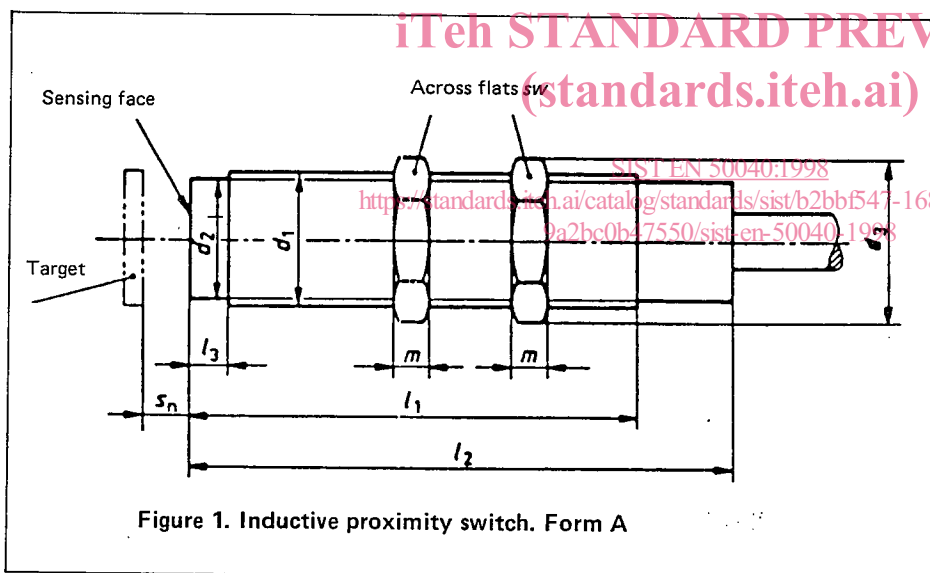 iTeh STANDARD PREV
(standards.iteh.ai)
Sensing face
Across flats sw
SIST EN 50040:1998
https://standards.iteh.ai/catalog/standards/sist/b2bbf547-168
9a2bc0b47550/sist-en-50040-1998
Target
d2
d1
d3
l3
m
m
sn
l1
l2
Figure 1. Inductive proximity switch. Form A